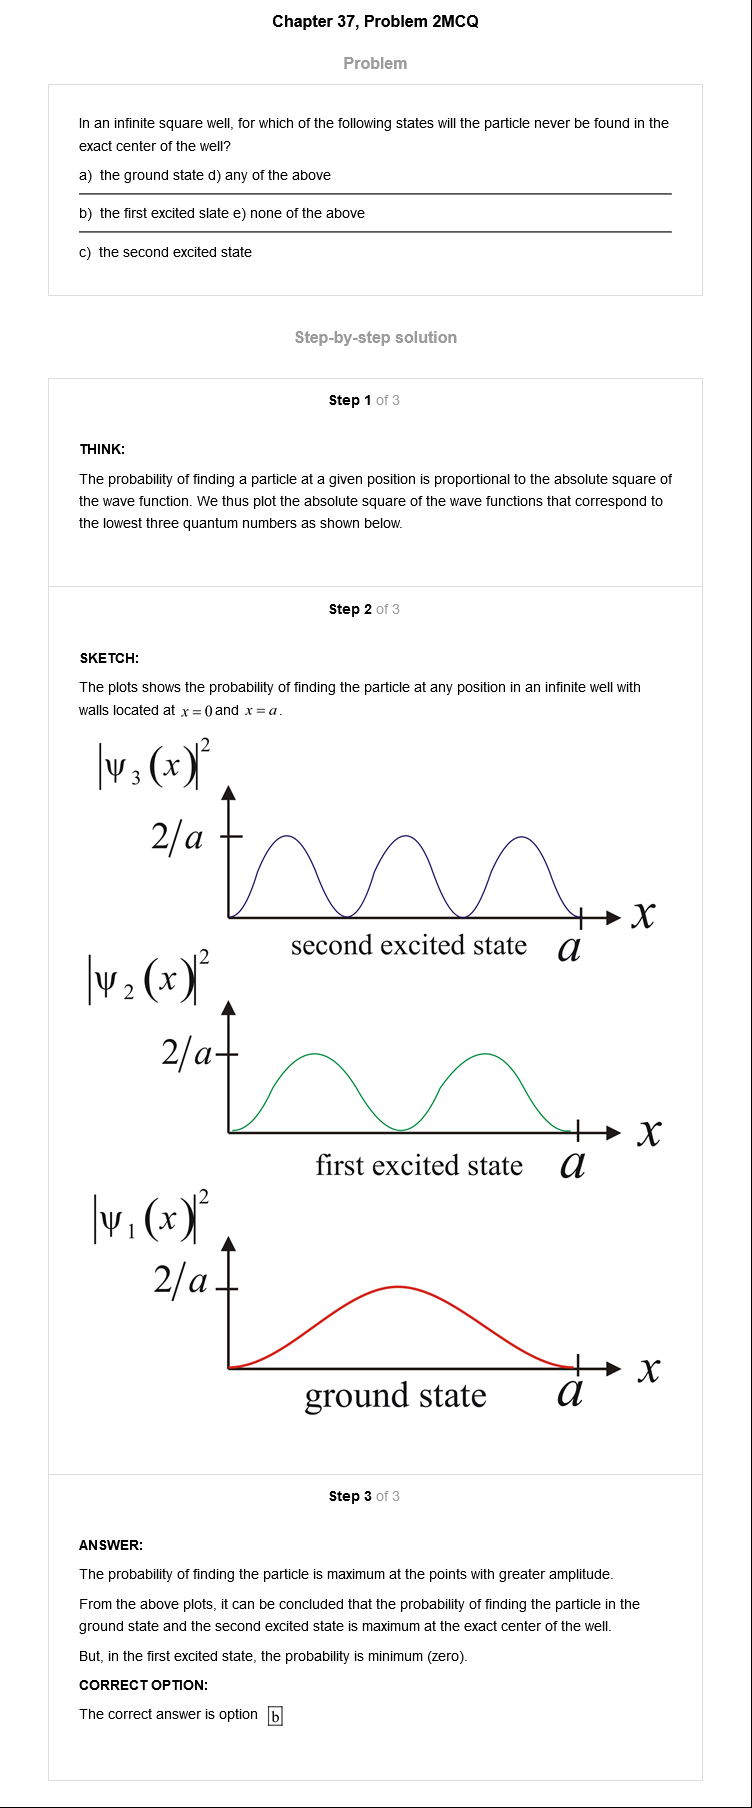 Chapter 37, Problem 2MCQ
Problem
In an infinite square well, for which of the following states will the particle never be found in the
exact center of the well?
a) the ground state d) any of the above
b) the first excited slate e) none of the above
c) the second excited state
Step-by-step solution
Step 1 of 3
THINK:
The probability of finding a particle at a given position is proportional to the absolute square of
the wave function. We thus plot the absolute square of the wave functions that correspond to
the lowest three quantum numbers as shown below.
Step 2 of 3
SKETCH:
The plots shows the probability of finding the particle at any position in an infinite well with
walls located at x = 0 and x = a.
|ψ₃(x)|²
2/a
x
second excited state a
|ψ₂(x)|²
2/a
x
first excited state a
|ψ₁(x)|²
2/a
x
ground state a
Step 3 of 3
ANSWER:
The probability of finding the particle is maximum at the points with greater amplitude.
From the above plots, it can be concluded that the probability of finding the particle in the
ground state and the second excited state is maximum at the exact center of the well.
But, in the first excited state, the probability is minimum (zero).
CORRECT OPTION:
The correct answer is option b